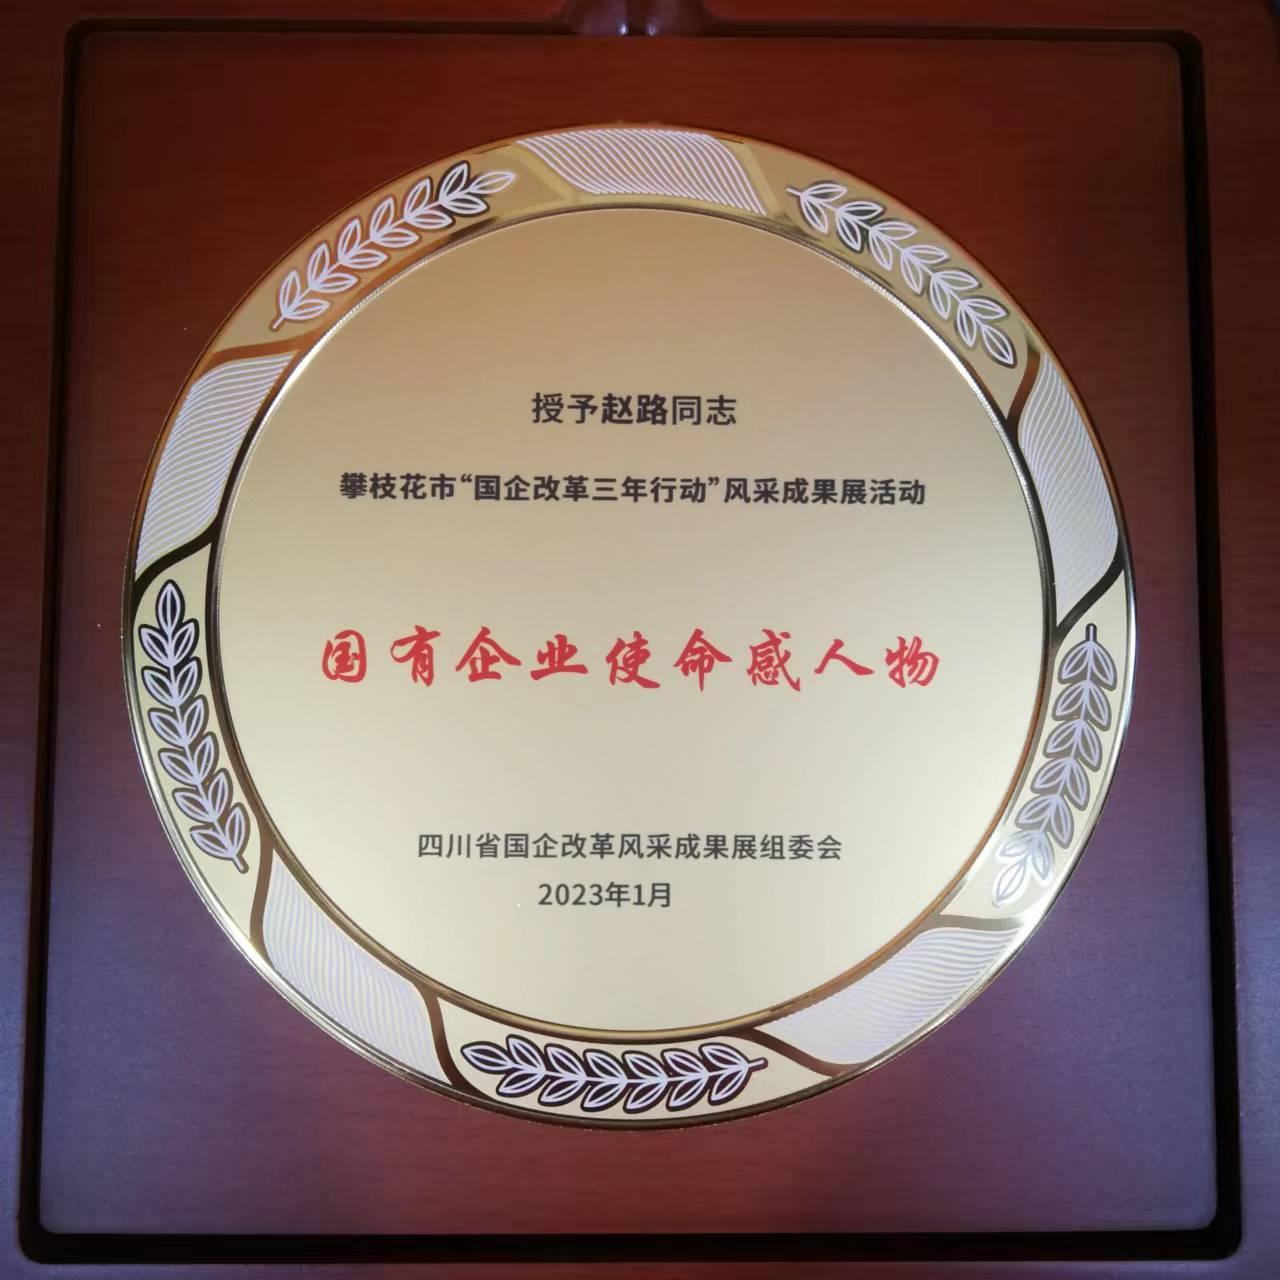 授予赵路同志
攀枝花市“国企改革三年行动”风采成果展活动
国有企业使命感人物
四川省国企改革风采成果展组委会
2023年1月